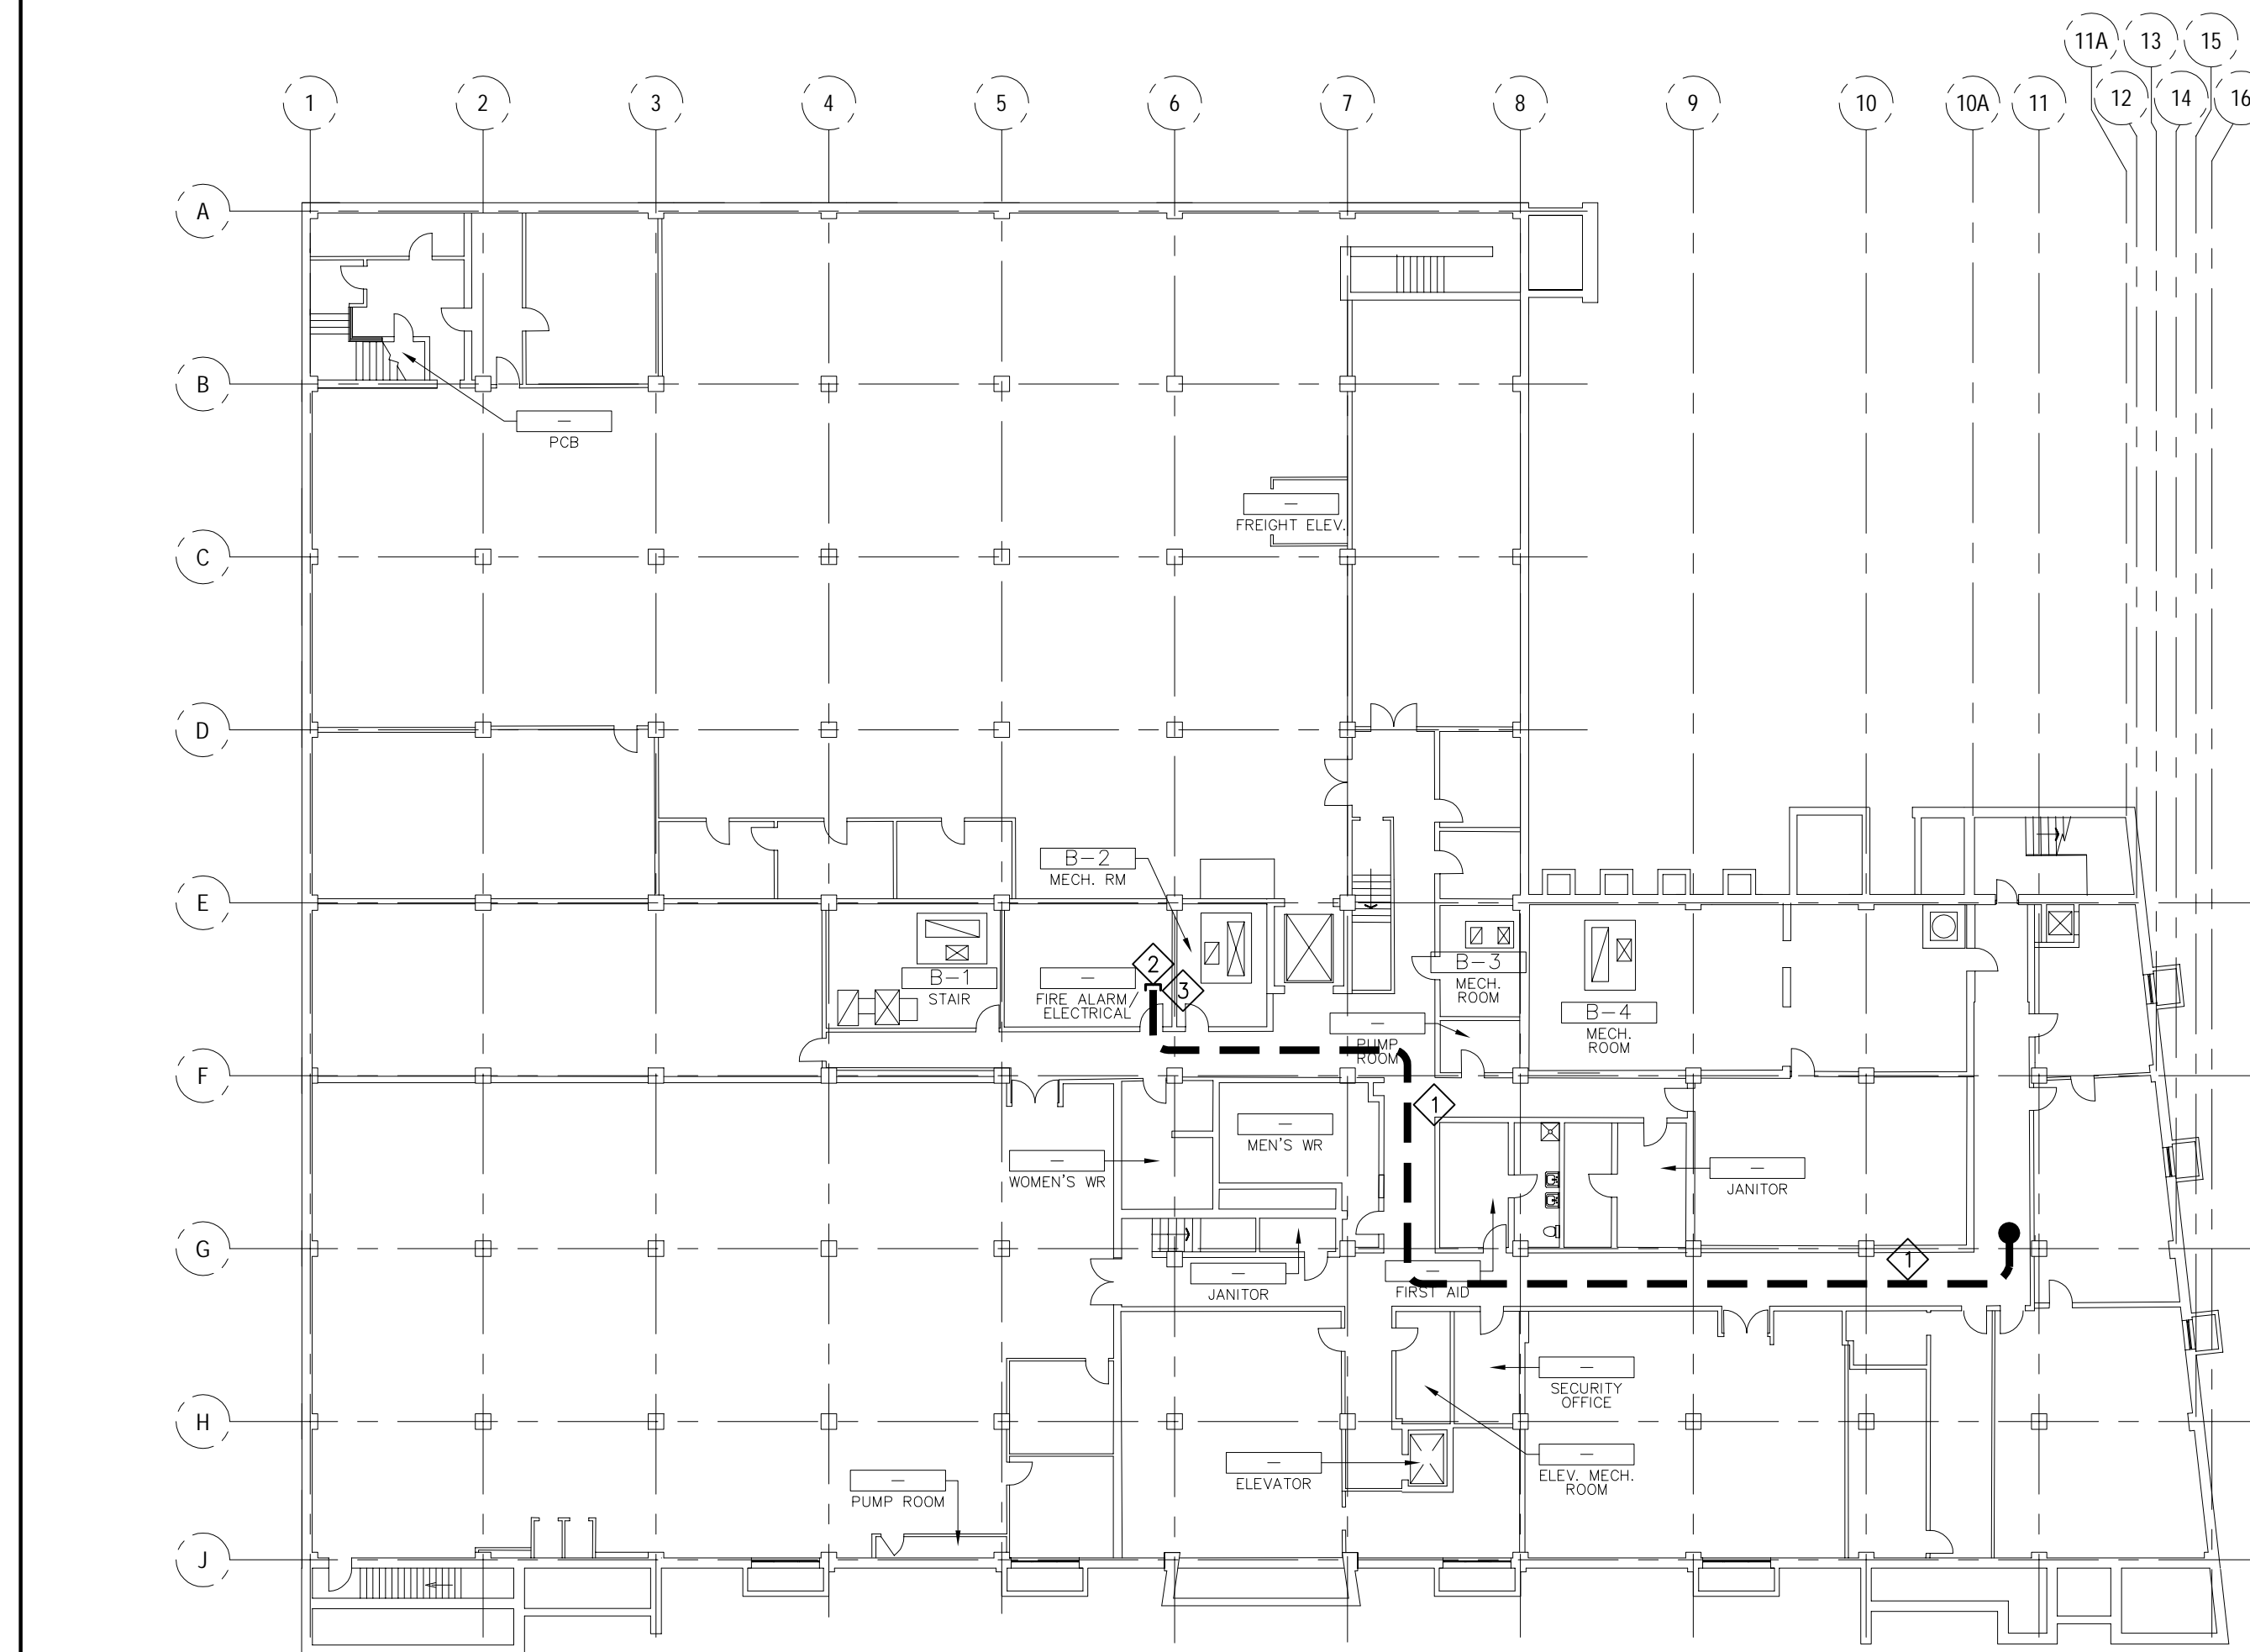 11A
13
15
1
2
3
4
5
6
7
8
9
10
10A
11
12
14
16
A
B
—
PCB
—
FREIGHT ELEV.
C
D
B-2
MECH. RM
E
B-1
STAIR
—
FIRE ALARM/
ELECTRICAL
2
3
B-3
MECH.
ROOM
B-4
MECH.
ROOM
—
PUMP
ROOM
F
1
—
MEN'S WR
—
WOMEN'S WR
—
JANITOR
G
—
JANITOR
—
FIRST AID
1
—
SECURITY
OFFICE
H
—
ELEVATOR
—
ELEV. MECH.
ROOM
—
PUMP ROOM
J